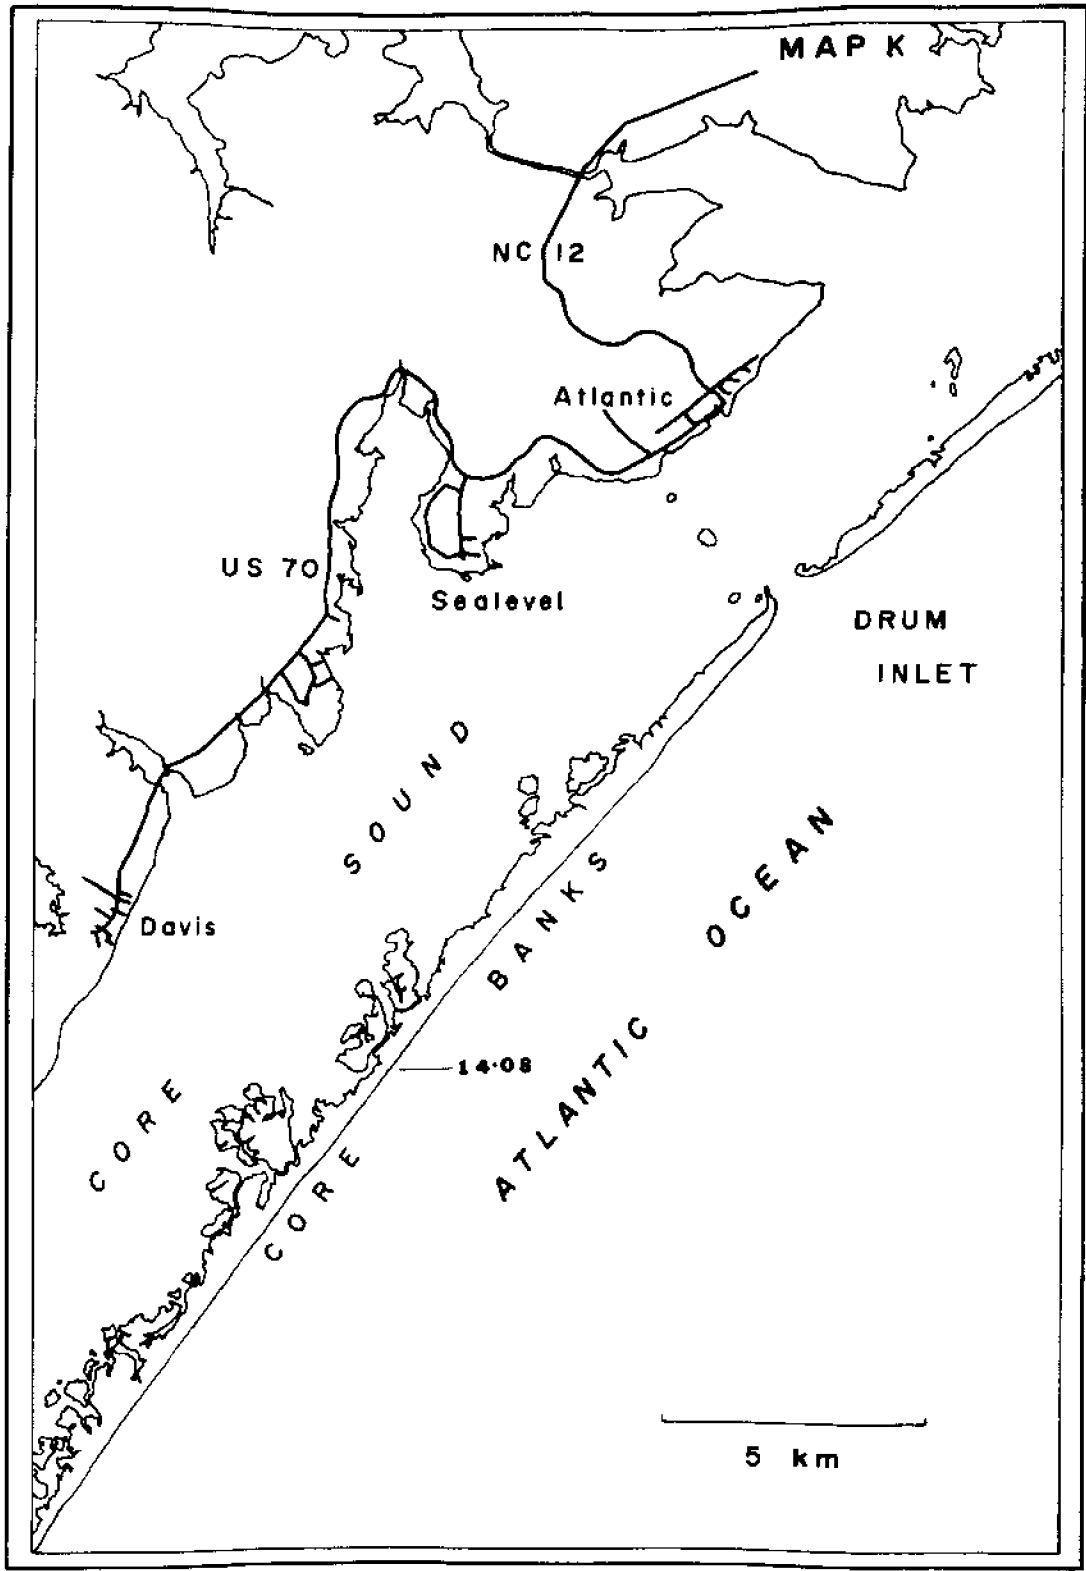 MAP K
NC 12
Atlantic
US 70
Sealevel
DRUM
INLET
CORE SOUND
Davis
CORE BANKS
ATLANTIC OCEAN
14-08
5 km